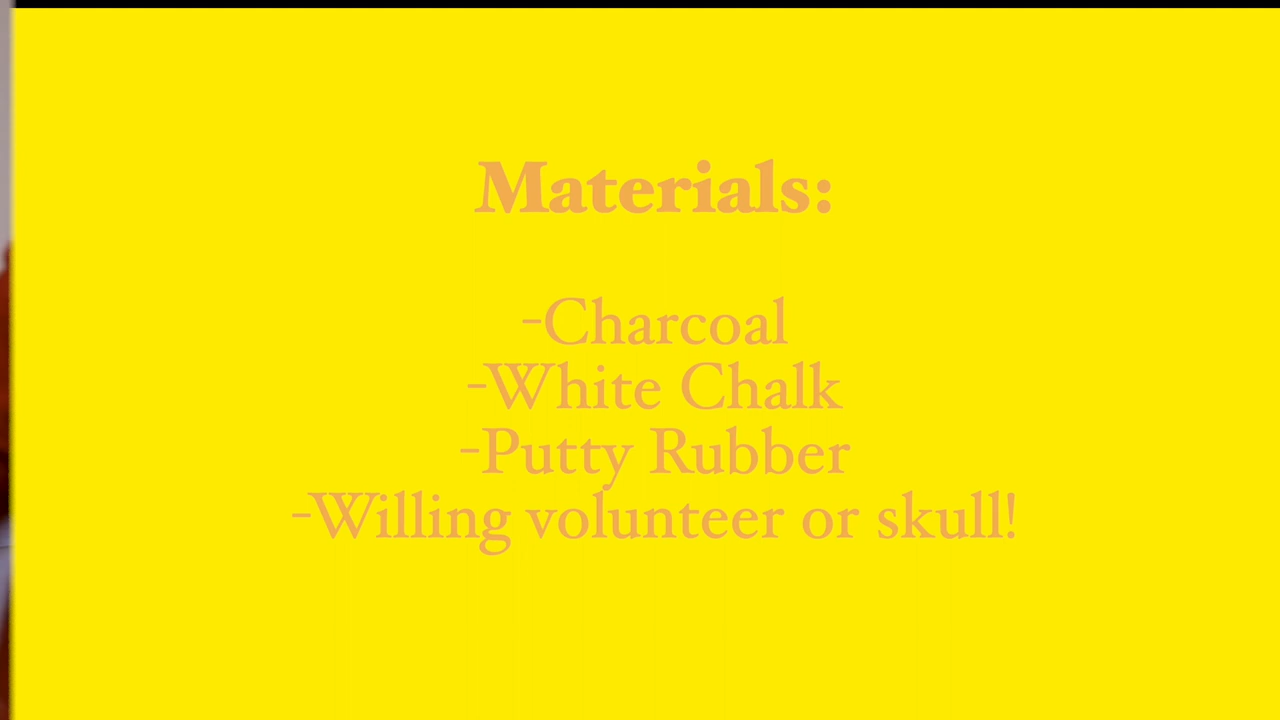 Materials:
-Charcoal
-White Chalk
-Putty Rubber
-Willing volunteer or skull!